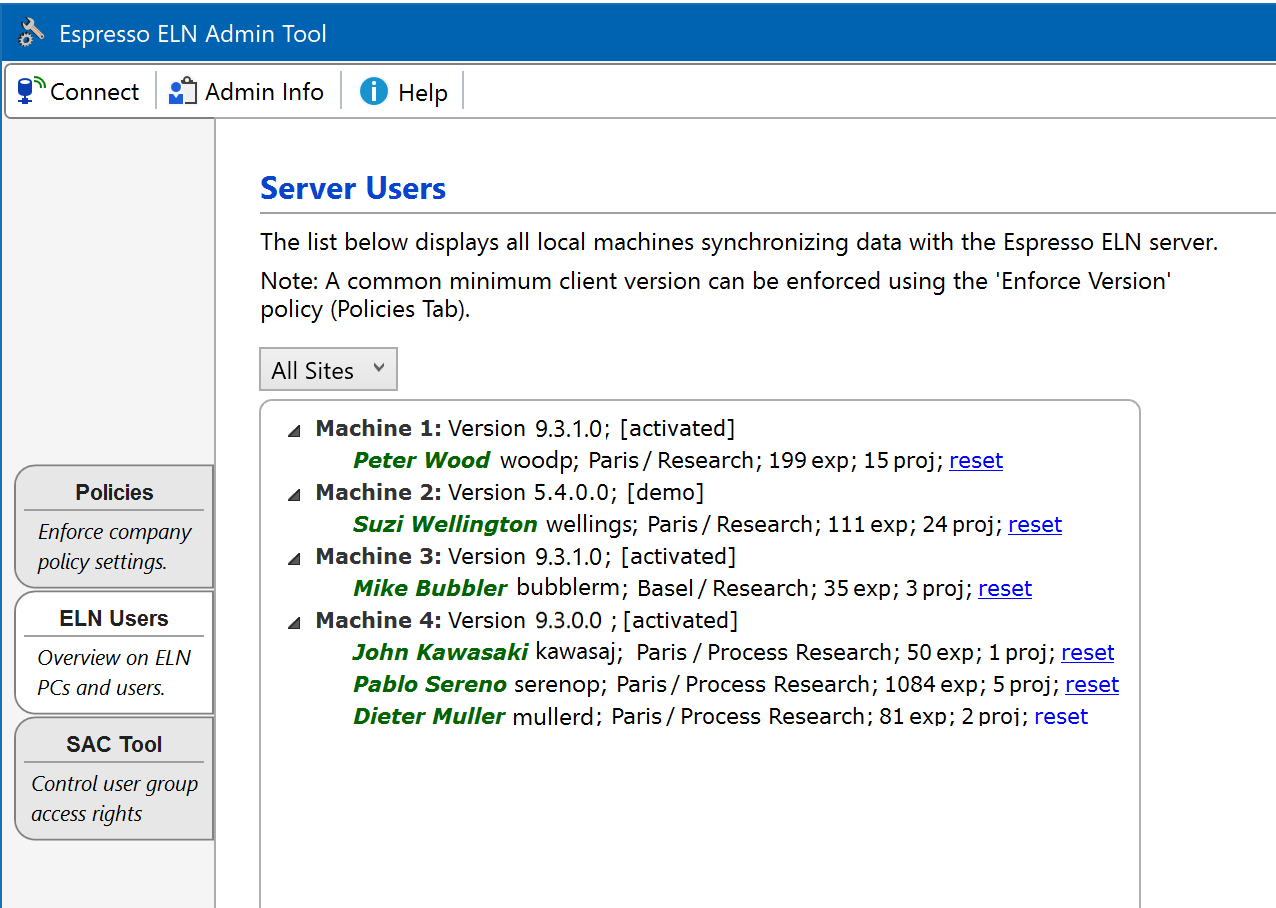 Espresso ELN Admin Tool
Connect
Admin Info
Help
Server Users
The list below displays all local machines synchronizing data with the Espresso ELN server.
Note: A common minimum client version can be enforced using the 'Enforce Version'
policy (Policies Tab).
All Sites
Machine 1: Version 9.3.1.0; [activated]
Peter Wood woodp; Paris / Research; 199 exp; 15 proj; reset
Machine 2: Version 5.4.0.0; [demo]
Suzi Wellington wellings; Paris / Research; 111 exp; 24 proj; reset
Machine 3: Version 9.3.1.0; [activated]
Mike Bubbler bubblerm; Basel / Research; 35 exp; 3 proj; reset
Machine 4: Version 9.3.0.0 ; [activated]
John Kawasaki kawasaj; Paris / Process Research; 50 exp; 1 proj; reset
Pablo Sereno serenop; Paris / Process Research; 1084 exp; 5 proj; reset
Dieter Muller mullerd; Paris / Process Research; 81 exp; 2 proj; reset
Policies
Enforce company
policy settings.
ELN Users
Overview on ELN
PCs and users.
SAC Tool
Control user group
access rights